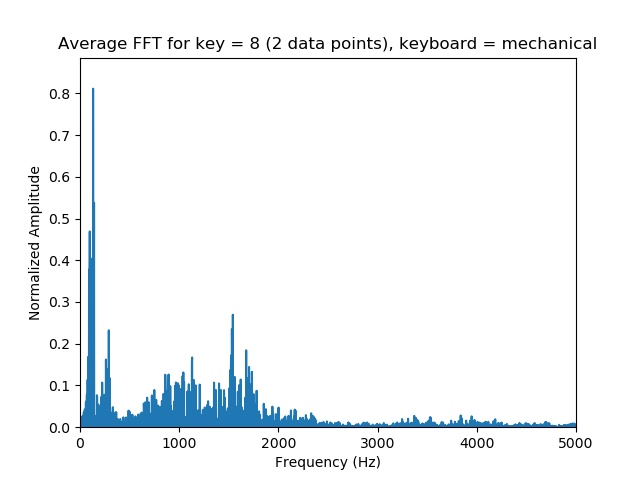 Average FFT for key = 8 (2 data points), keyboard = mechanical
Normalized Amplitude
0.8
0.7
0.6
0.5
0.4
0.3
0.2
0.1
0.0
0 1000 2000 3000 4000 5000
Frequency (Hz)